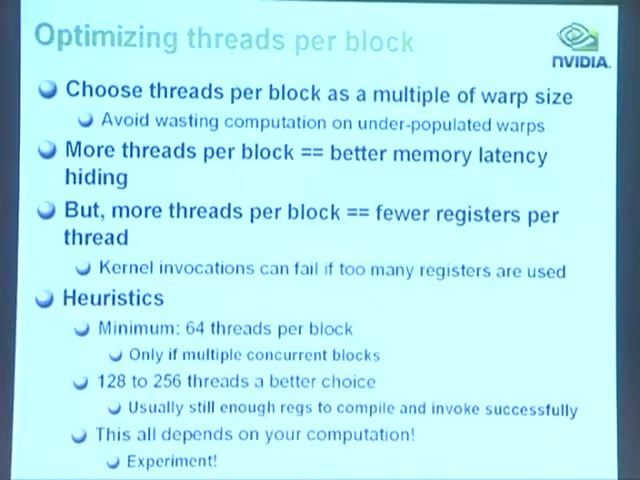 Optimizing threads per block
NVIDIA.
Choose threads per block as a multiple of warp size
Avoid wasting computation on under-populated warps
More threads per block == better memory latency
hiding
But, more threads per block == fewer registers per
thread
Kernel invocations can fail if too many registers are used
Heuristics
Minimum: 64 threads per block
Only if multiple concurrent blocks
128 to 256 threads a better choice
Usually still enough regs to compile and invoke successfully
This all depends on your computation!
Experiment!